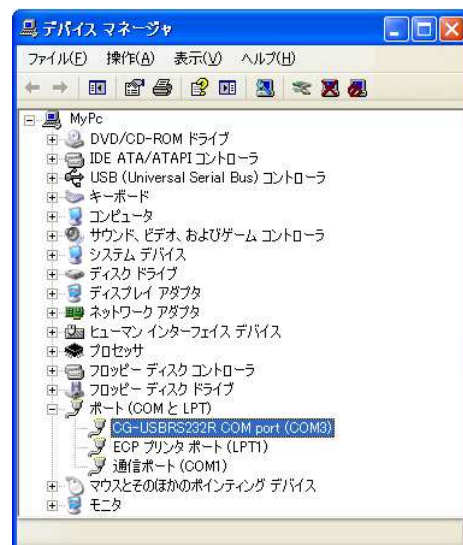 デバイス マネージャ
ファイル(F) 操作(A) 表示(V) ヘルプ(H)
MyPc
DVD/CD-ROM ドライブ
IDE ATA/ATAPI コントローラ
USB (Universal Serial Bus) コントローラ
キーボード
コンピュータ
サウンド、ビデオ、およびゲーム コントローラ
システム デバイス
ディスク ドライブ
ディスプレイ アダプタ
ネットワーク アダプタ
ヒューマン インターフェイス デバイス
プロセッサ
フロッピー ディスク コントローラ
フロッピー ディスク ドライブ
ポート (COM と LPT)
CG-USBRS232R COM port (COM3)
ECP プリンタ ポート (LPT1)
通信ポート (COM1)
マウスとそのほかのポインティング デバイス
モニタ